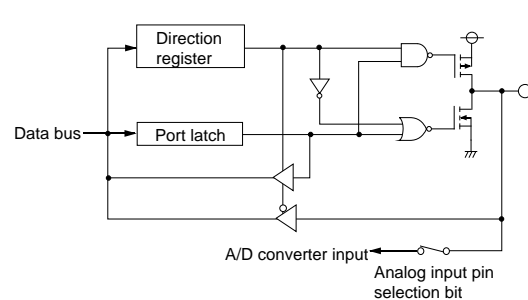 Direction
register
Data bus
Port latch
A/D converter input
Analog input pin
selection bit